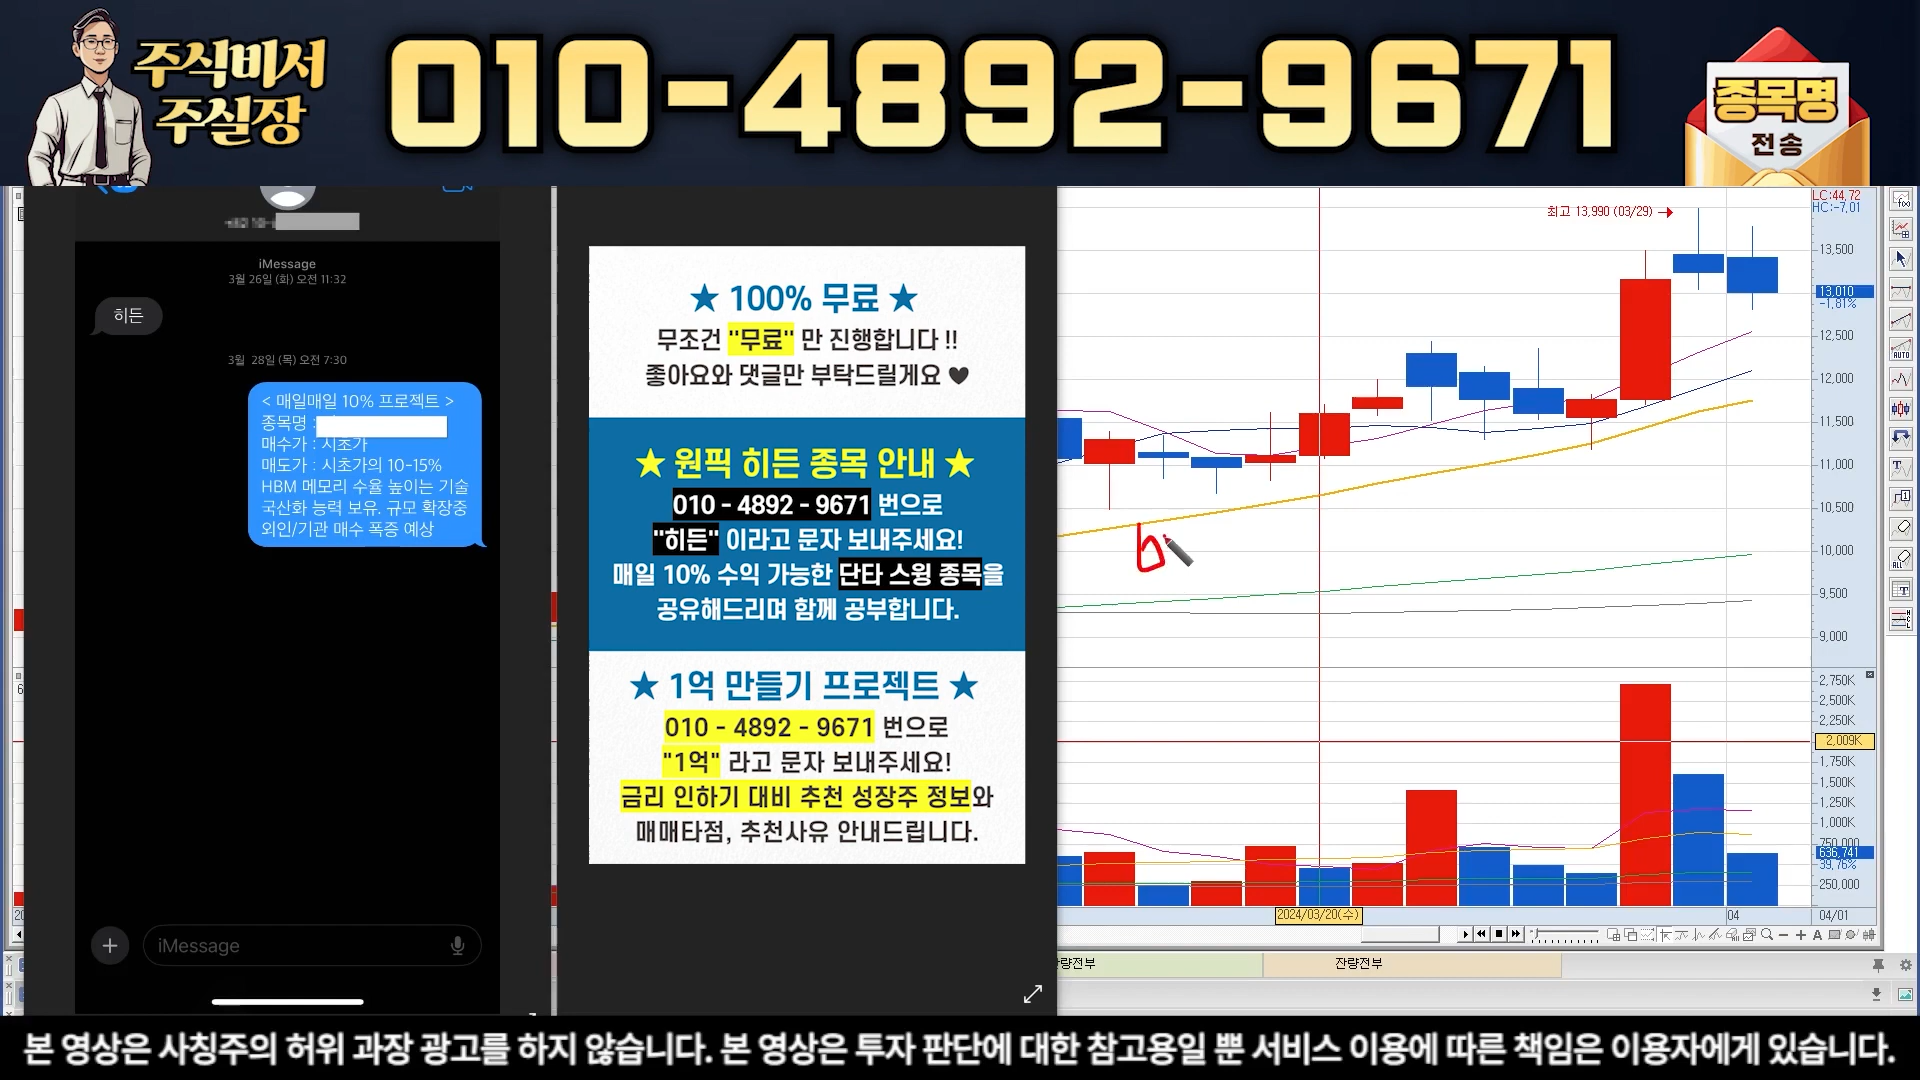 주식비서
주실장
010-4892-9671
종목명
전송
iMessage
3월 26일 (화) 오전 11:32
히든
3월 28일 (목) 오전 7:30
< 매일매일 10% 프로젝트 >
종목명 :
매수가 : 시초가
매도가 : 시초가의 10-15%
HBM 메모리 수율 높이는 기술
국산화 능력 보유. 규모 확장중
외인/기관 매수 폭증 예상
iMessage
★ 100% 무료 ★
무조건 "무료" 만 진행합니다 !!
좋아요와 댓글만 부탁드릴게요 ♥
★ 원픽 히든 종목 안내 ★
010 - 4892 - 9671 번으로
"히든" 이라고 문자 보내주세요!
매일 10% 수익 가능한 단타 스윙 종목을
공유해드리며 함께 공부합니다.
★ 1억 만들기 프로젝트 ★
010 - 4892 - 9671 번으로
"1억" 라고 문자 보내주세요!
금리 인하기 대비 추천 성장주 정보와
매매타점, 추천사유 안내드립니다.
최고 13,990 (03/29) →
LC:44,72
HC:-7,01
13,500
13,010
-1,81%
12,500
12,000
11,500
11,000
10,500
10,000
9,500
9,000
2,750K
2,500K
2,250K
2,009K
1,750K
1,500K
1,250K
1,000K
636,741
39,76%
250,000
2024/03/20(수)
04
04/01
잔량전부
본 영상은 사칭주의 허위 과장 광고를 하지 않습니다. 본 영상은 투자 판단에 대한 참고용일 뿐 서비스 이용에 따른 책임은 이용자에게 있습니다.